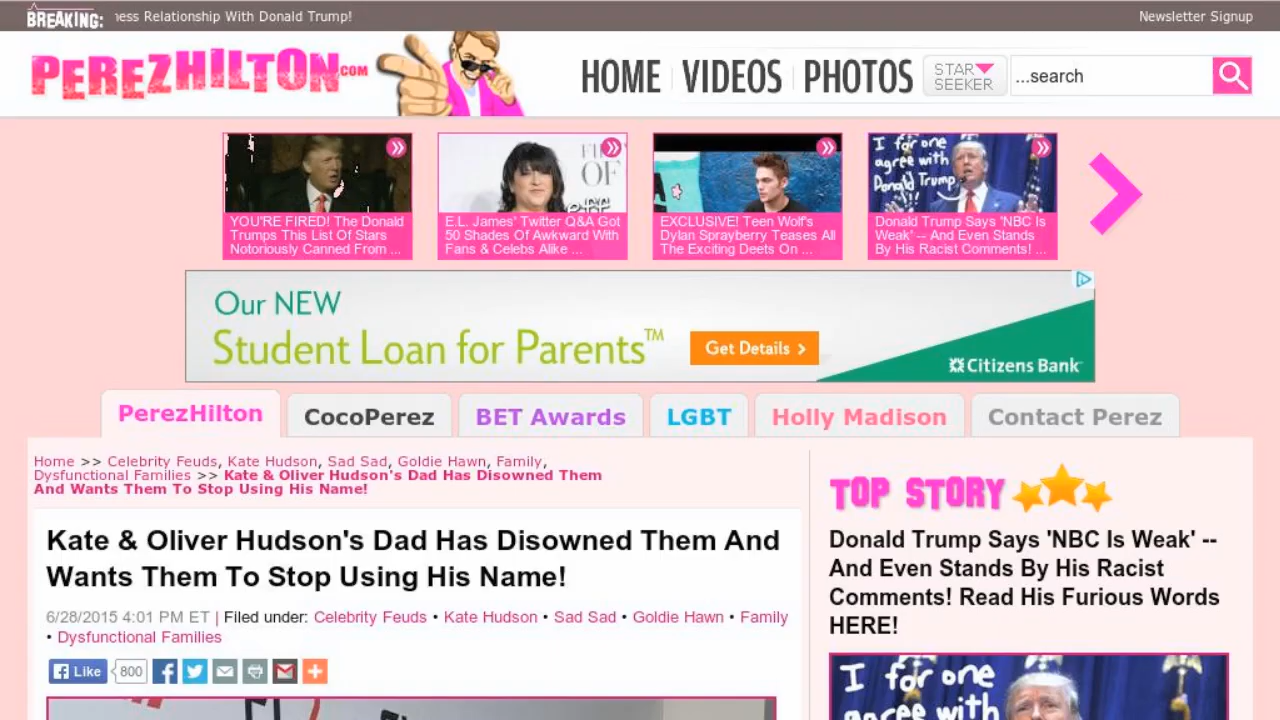 BREAKING: ness Relationship With Donald Trump!
Newsletter Signup
PEREZHILTON.COM
HOME
VIDEOS
PHOTOS
STAR
SEEKER
...search
YOU'RE FIRED! The Donald
Trumps This List Of Stars
Notoriously Canned From ...
OF
E.L. James' Twitter Q&A Got
50 Shades Of Awkward With
Fans & Celebs Alike ...
EXCLUSIVE! Teen Wolf's
Dylan Sprayberry Teases All
The Exciting Deets On ...
I for one
agree with
Donald Trump
Donald Trump Says 'NBC Is
Weak' -- And Even Stands
By His Racist Comments! ...
Our NEW
Student Loan for Parents™
Get Details >
Citizens Bank
PerezHilton
CocoPerez
BET Awards
LGBT
Holly Madison
Contact Perez
Home >> Celebrity Feuds, Kate Hudson, Sad Sad, Goldie Hawn, Family,
Dysfunctional Families >> Kate & Oliver Hudson's Dad Has Disowned Them
And Wants Them To Stop Using His Name!
Kate & Oliver Hudson's Dad Has Disowned Them And
Wants Them To Stop Using His Name!
6/28/2015 4:01 PM ET | Filed under: Celebrity Feuds • Kate Hudson • Sad Sad • Goldie Hawn • Family
• Dysfunctional Families
Like 800
TOP STORY
Donald Trump Says 'NBC Is Weak' --
And Even Stands By His Racist
Comments! Read His Furious Words
HERE!
I for one
agree with